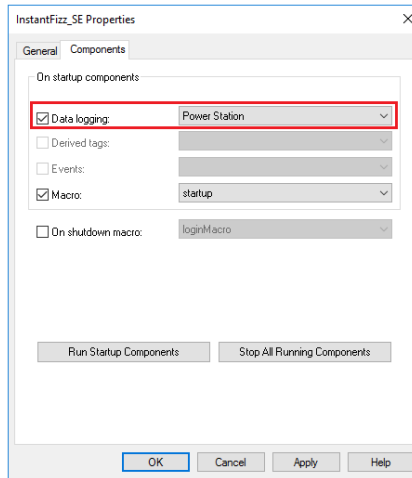 InstantFizz_SE Properties
General Components
On startup components
Data logging: Power Station
Derived tags:
Events:
Macro: startup
On shutdown macro: loginMacro
Run Startup Components Stop All Running Components
OK Cancel Apply Help